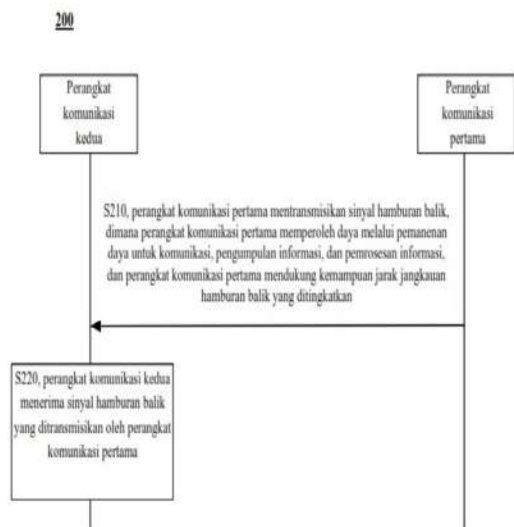 200
Perangkat
komunikasi
kedua
Perangkat
komunikasi
pertama
S210, perangkat komunikasi pertama mentransmisikan sinyal hamburan balik,
dimana perangkat komunikasi pertama memperoleh daya melalui pemanenan
daya untuk komunikasi, pengumpulan informasi, dan pemrosesan informasi,
dan perangkat komunikasi pertama mendukung kemampuan jarak jangkauan
hamburan balik yang ditingkatkan
S220, perangkat komunikasi kedua
menerima sinyal hamburan balik
yang ditransmisikan oleh perangkat
komunikasi pertama